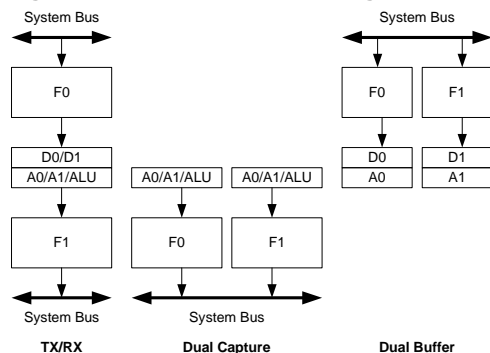 System Bus
F0
D0/D1
A0/A1/ALU
F1
System Bus
TX/RX
A0/A1/ALU A0/A1/ALU
F0 F1
System Bus
Dual Capture
System Bus
F0 F1
D0 D1
A0 A1
Dual Buffer